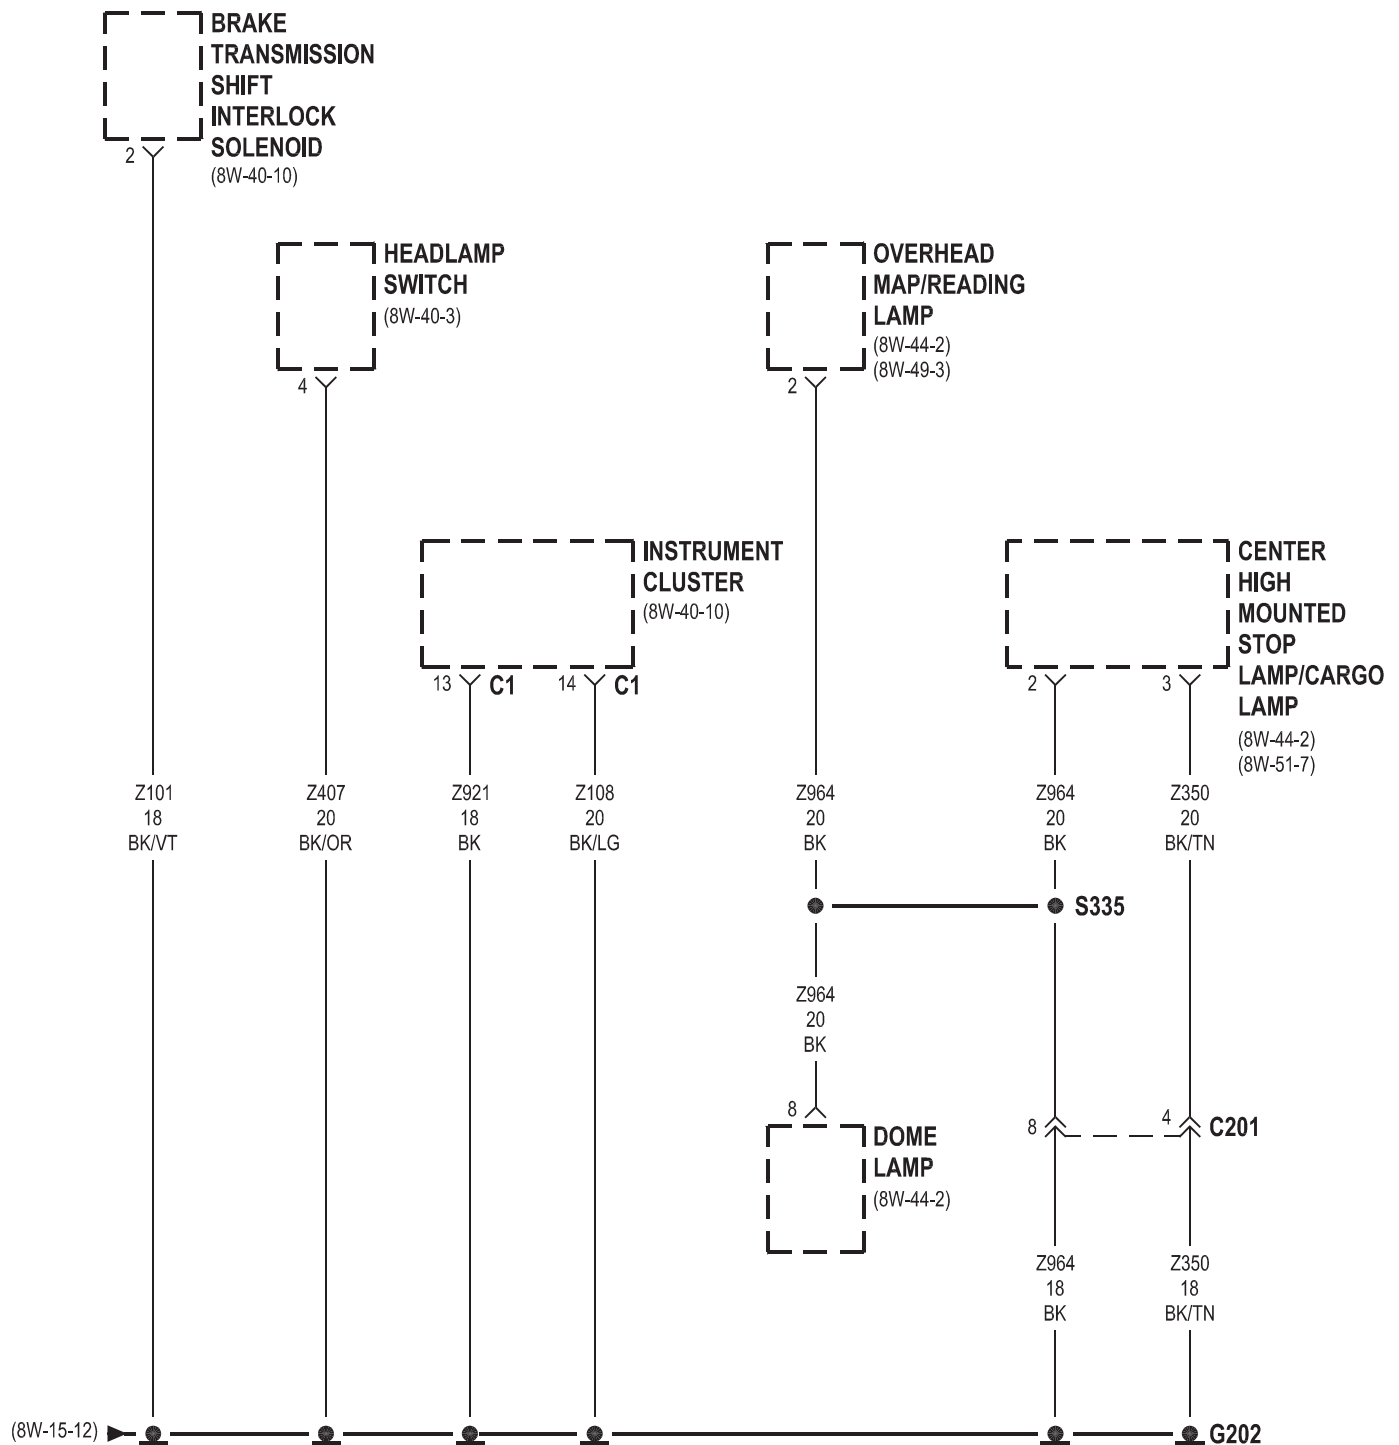 BRAKE
TRANSMISSION
SHIFT
INTERLOCK
SOLENOID
(8W-40-10)
2
HEADLAMP
SWITCH
(8W-40-3)
4
OVERHEAD
MAP/READING
LAMP
(8W-44-2)
(8W-49-3)
2
INSTRUMENT
CLUSTER
(8W-40-10)
13 C1 14 C1
CENTER
HIGH
MOUNTED
STOP
LAMP/CARGO
LAMP
(8W-44-2)
(8W-51-7)
2 3
Z101
18
BK/VT
Z407
20
BK/OR
Z921
18
BK
Z108
20
BK/LG
Z964
20
BK
Z964
20
BK
Z350
20
BK/TN
S335
Z964
20
BK
8
DOME
LAMP
(8W-44-2)
8 4 C201
Z964
18
BK
Z350
18
BK/TN
(8W-15-12) G202